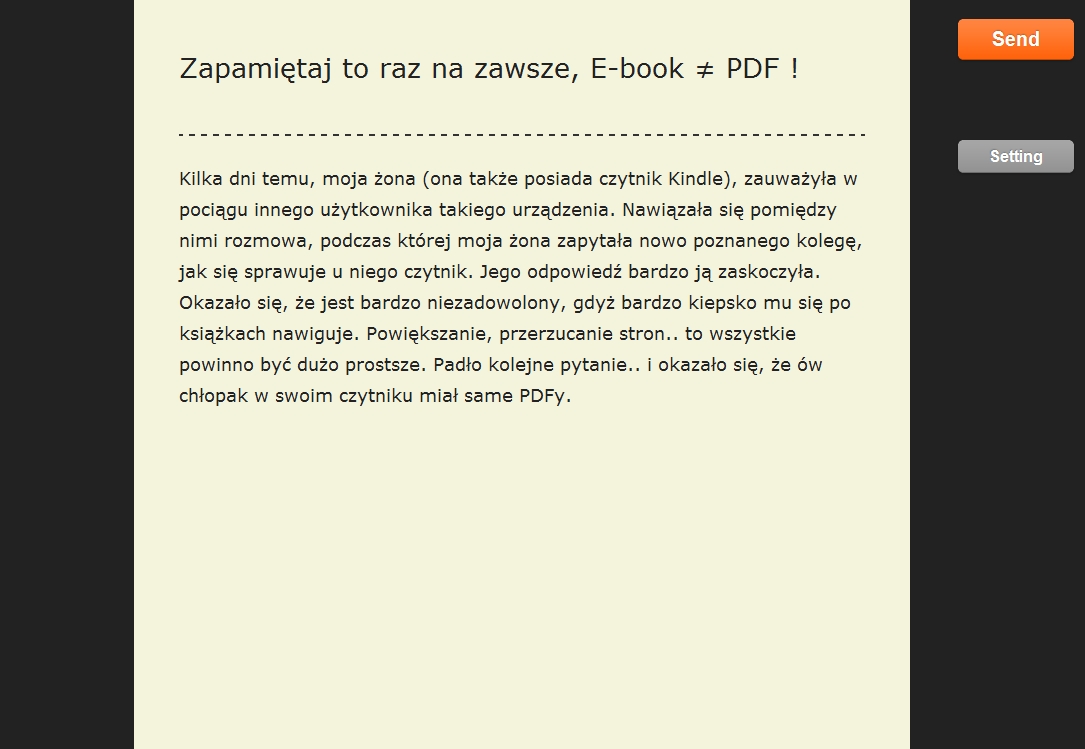 Zapamiętaj to raz na zawsze, E-book ≠ PDF !
Send
Setting
Kilka dni temu, moja żona (ona także posiada czytnik Kindle), zauważyła w
pociągu innego użytkownika takiego urządzenia. Nawiązała się pomiędzy
nimi rozmowa, podczas której moja żona zapytała nowo poznanego kolegę,
jak się sprawuje u niego czytnik. Jego odpowiedź bardzo ją zaskoczyła.
Okazało się, że jest bardzo niezadowolony, gdyż bardzo kiepsko mu się po
książkach nawiguje. Powiększanie, przerzucanie stron.. to wszystkie
powinno być dużo prostsze. Padło kolejne pytanie.. i okazało się, że ów
chłopak w swoim czytniku miał same PDFy.